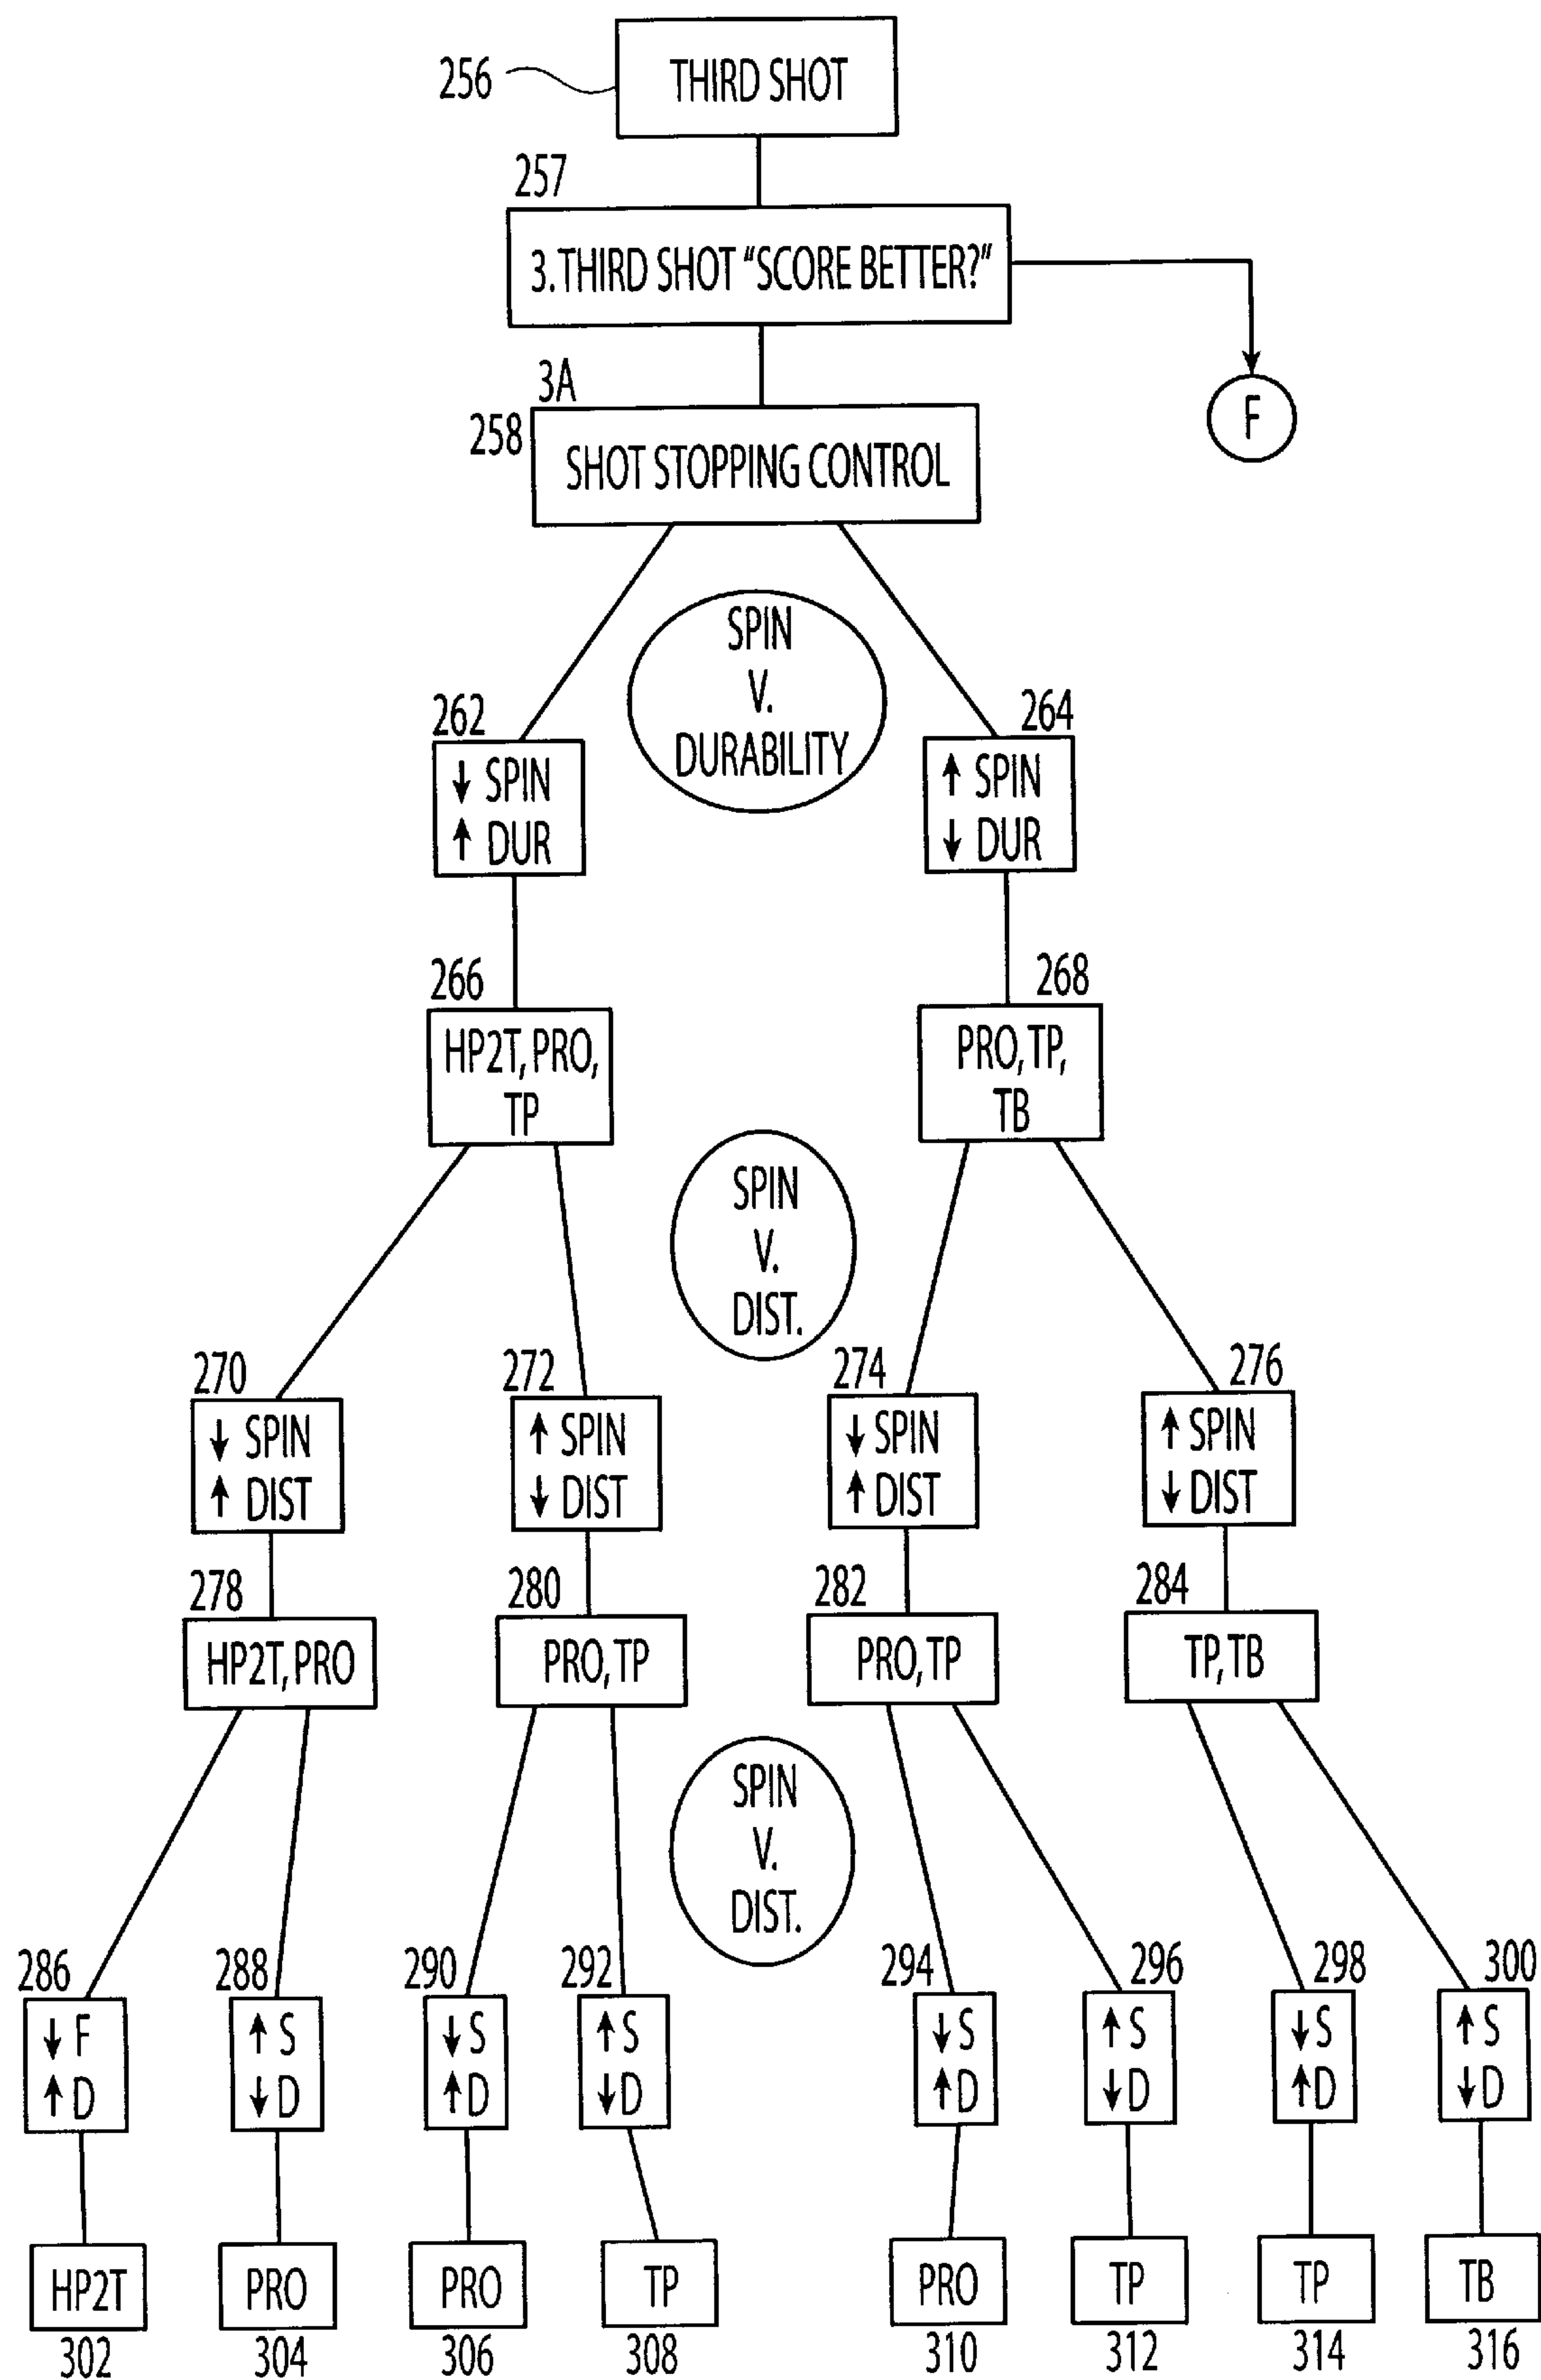 THIRD SHOT
256
257
3. THIRD SHOT "SCORE BETTER?"
3A
258
SHOT STOPPING CONTROL
F
SPIN
V.
DURABILITY
262
↓ SPIN
↑ DUR
264
↑ SPIN
↓ DUR
266
HP2T, PRO,
TP
268
PRO, TP,
TB
SPIN
V.
DIST.
270
↓ SPIN
↑ DIST
272
↑ SPIN
↓ DIST
274
↓ SPIN
↑ DIST
276
↑ SPIN
↓ DIST
278
HP2T, PRO
280
PRO, TP
282
PRO, TP
284
TP, TB
SPIN
V.
DIST.
286
↓ F
↑ D
288
↑ S
↓ D
290
↓ S
↑ D
292
↑ S
↓ D
294
↓ S
↑ D
296
↑ S
↓ D
298
↓ S
↑ D
300
↑ S
↓ D
HP2T
302
PRO
304
PRO
306
TP
308
PRO
310
TP
312
TP
314
TB
316